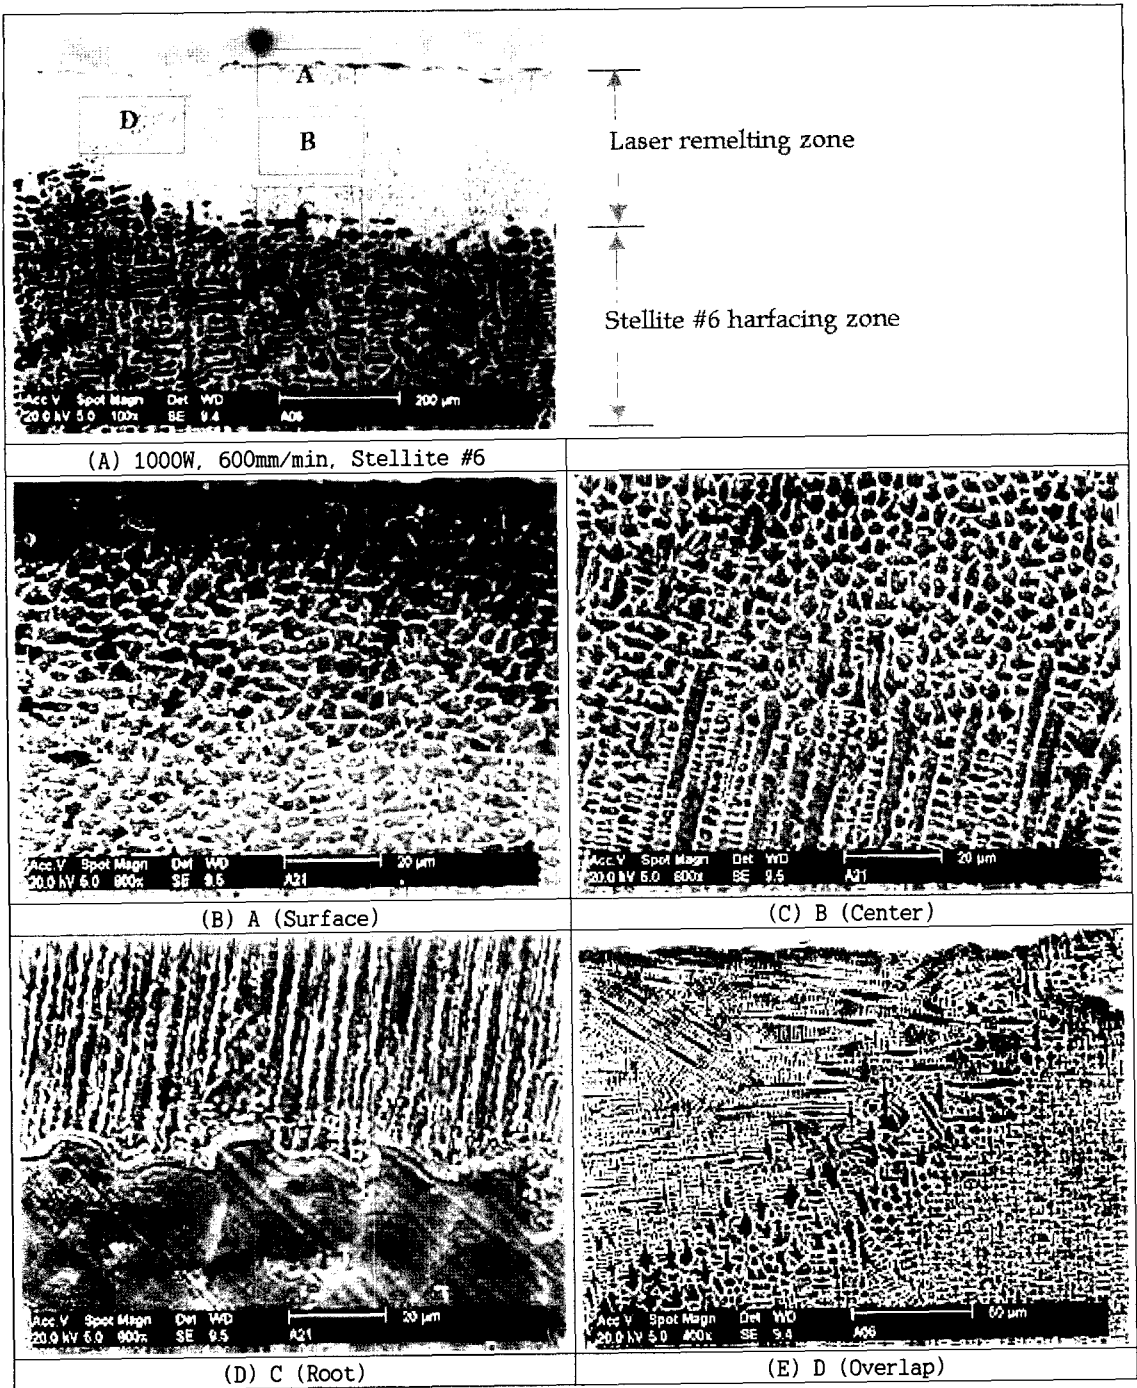 A
D
B
C
Laser remelting zone
Stellite #6 harfacing zone
Acc.V Spot Magn Det WD 200 µm
20.0 kV 5.0 100x SE 9.4 A06
(A) 1000W, 600mm/min, Stellite #6
Acc.V Spot Magn Det WD 20 µm
20.0 kV 5.0 800x SE 9.5 A21
(B) A (Surface)
Acc.V Spot Magn Det WD 20 µm
20.0 kV 5.0 800x SE 9.5 A21
(C) B (Center)
Acc.V Spot Magn Det WD 20 µm
20.0 kV 5.0 800x SE 9.5 A21
(D) C (Root)
Acc.V Spot Magn Det WD 50 µm
20.0 kV 5.0 400x SE 9.4 A06
(E) D (Overlap)